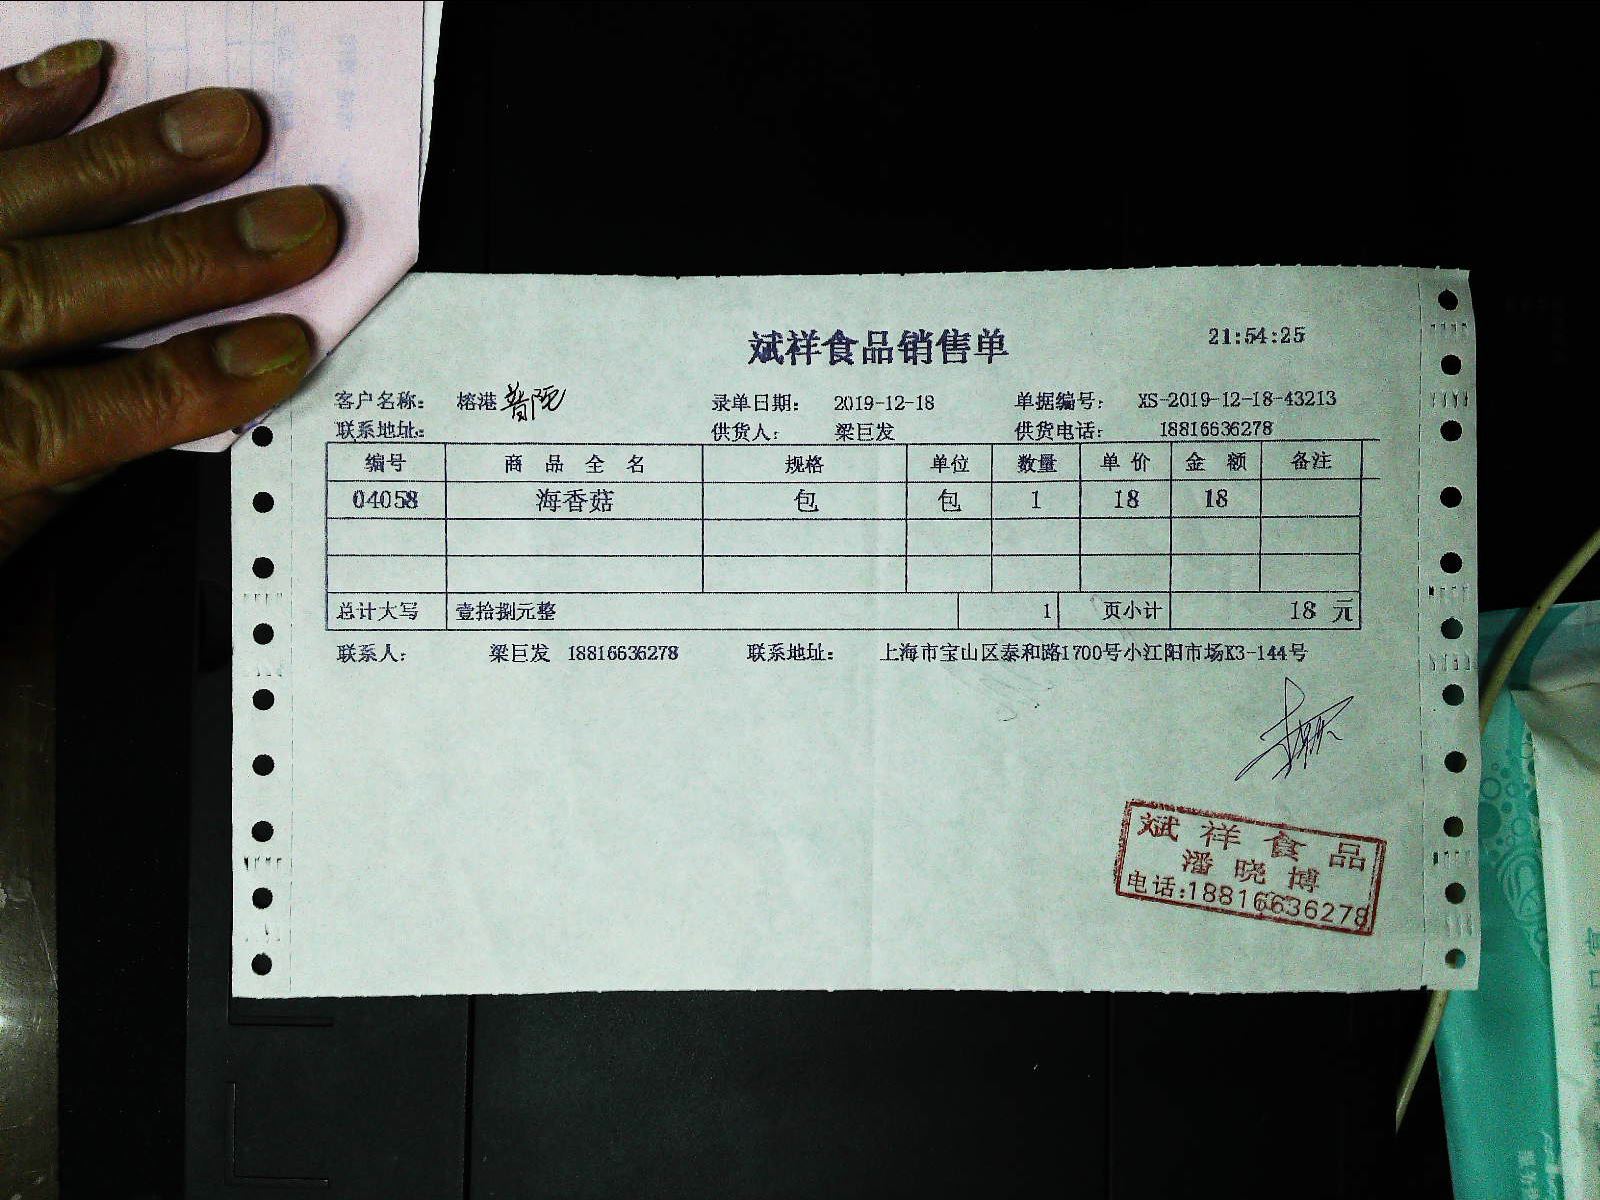 斌祥食品销售单 21:54:25
客户名称： 榕港 普陀 录单日期： 2019-12-18 单据编号： XS-2019-12-18-43213
联系地址： 供货人： 梁巨发 供货电话： 18816636278
编号 商品全名 规格 单位 数量 单价 金额 备注
04058 海香菇 包 包 1 18 18
总计大写 壹拾捌元整 1 页小计 18 元
联系人： 梁巨发 18816636278 联系地址： 上海市宝山区泰和路1700号小江阳市场K3-144号
斌祥食品
潘晓博
电话:18816636278